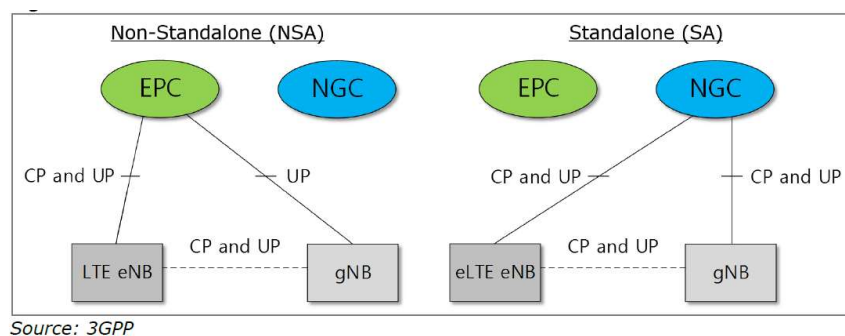 Non-Standalone (NSA)
Standalone (SA)
EPC
NGC
EPC
NGC
CP and UP
UP
CP and UP
CP and UP
LTE eNB
CP and UP
gNB
eLTE eNB
CP and UP
gNB
Source: 3GPP